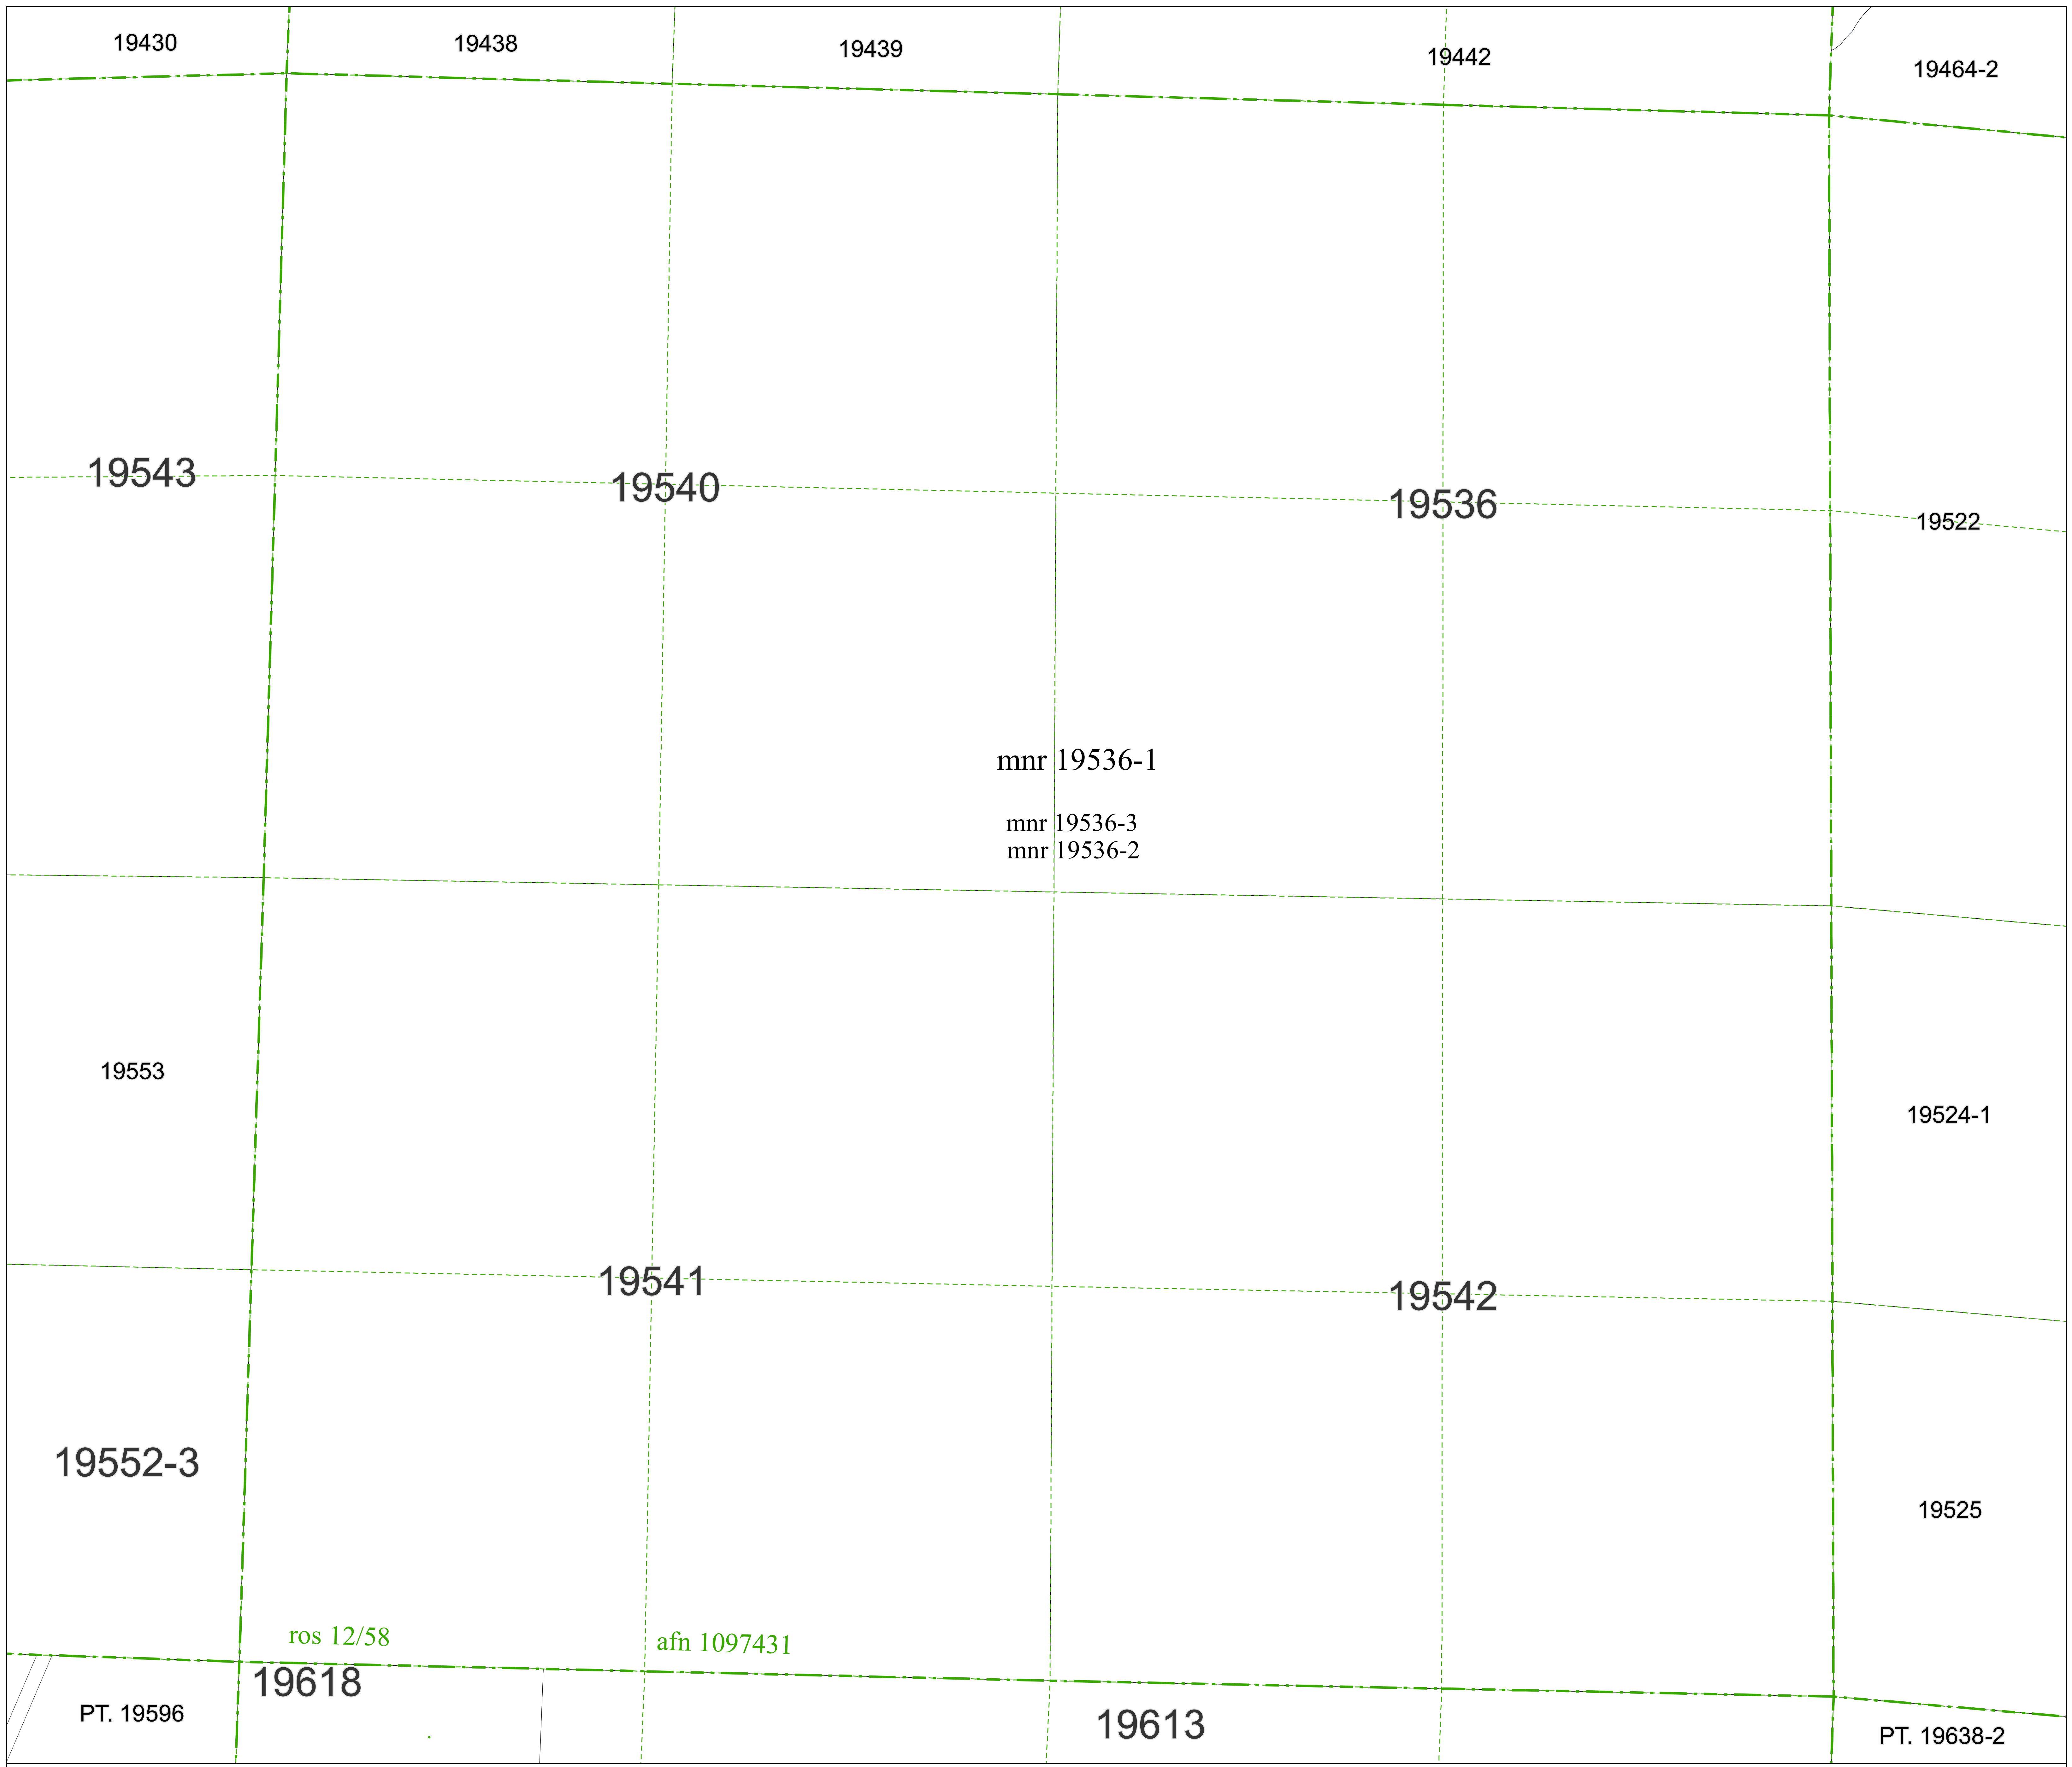 19430
19438
19439
19442
19464-2
19543
19540
19536
19522
mnr 19536-1
mnr 19536-3
mnr 19536-2
19553
19524-1
19541
19542
19552-3
19525
ros 12/58
afn 1097431
19618
PT. 19596
19613
PT. 19638-2